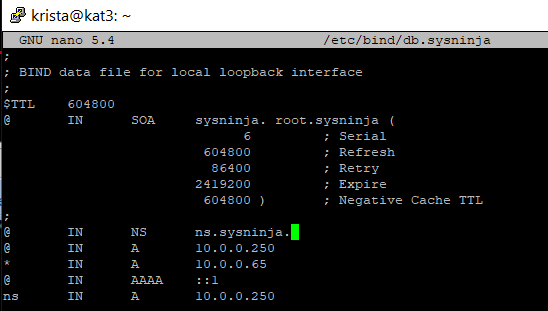 krista@kat3: ~
GNU nano 5.4 /etc/bind/db.sysninja
;
; BIND data file for local loopback interface
;
$TTL 604800
@ IN SOA sysninja. root.sysninja (
6 ; Serial
604800 ; Refresh
86400 ; Retry
2419200 ; Expire
604800 ) ; Negative Cache TTL
;
@ IN NS ns.sysninja.
@ IN A 10.0.0.250
* IN A 10.0.0.65
@ IN AAAA ::1
ns IN A 10.0.0.250